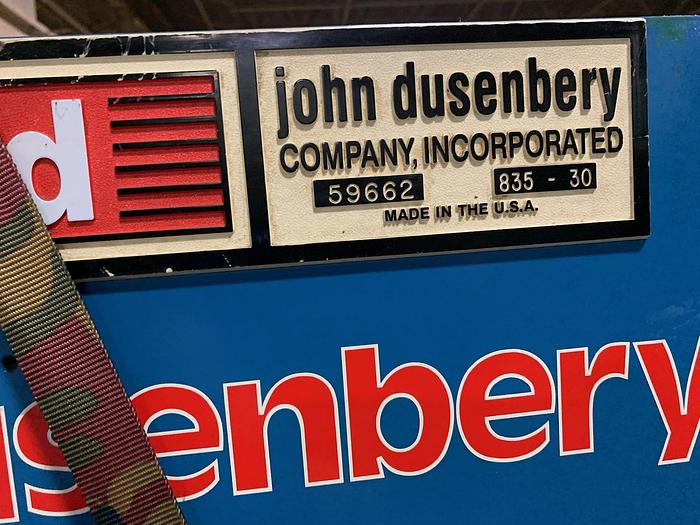 d
john dusenbery
COMPANY, INCORPORATED
59662 835 - 30
MADE IN THE U.S.A.
usenbery